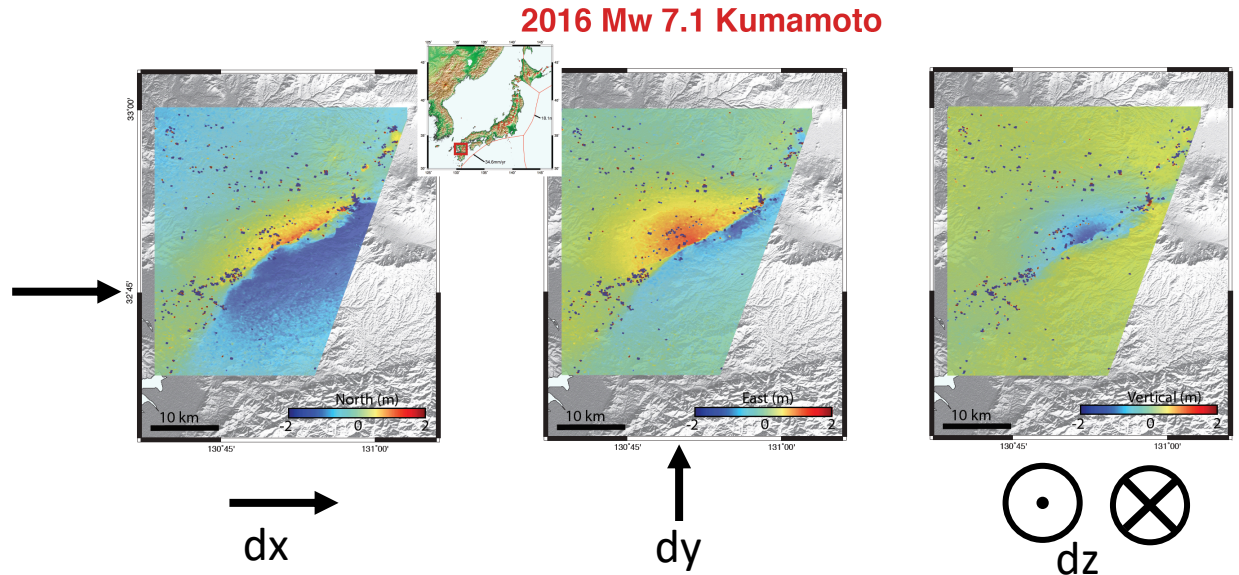 2016 Mw 7.1 Kumamoto
33°00'
32°45'
North (m)
10 km
-2 0 2
130°45' 131°00'
East (m)
10 km
-2 0 2
130°45' 131°00'
Vertical (m)
10 km
-2 0 2
130°45' 131°00'
dx
dy
dz